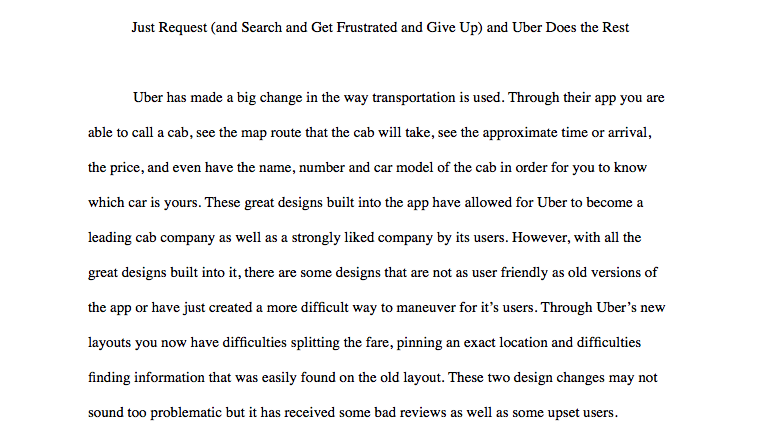 Just Request (and Search and Get Frustrated and Give Up) and Uber Does the Rest
Uber has made a big change in the way transportation is used. Through their app you are
able to call a cab, see the map route that the cab will take, see the approximate time or arrival,
the price, and even have the name, number and car model of the cab in order for you to know
which car is yours. These great designs built into the app have allowed for Uber to become a
leading cab company as well as a strongly liked company by its users. However, with all the
great designs built into it, there are some designs that are not as user friendly as old versions of
the app or have just created a more difficult way to maneuver for it’s users. Through Uber’s new
layouts you now have difficulties splitting the fare, pinning an exact location and difficulties
finding information that was easily found on the old layout. These two design changes may not
sound too problematic but it has received some bad reviews as well as some upset users.